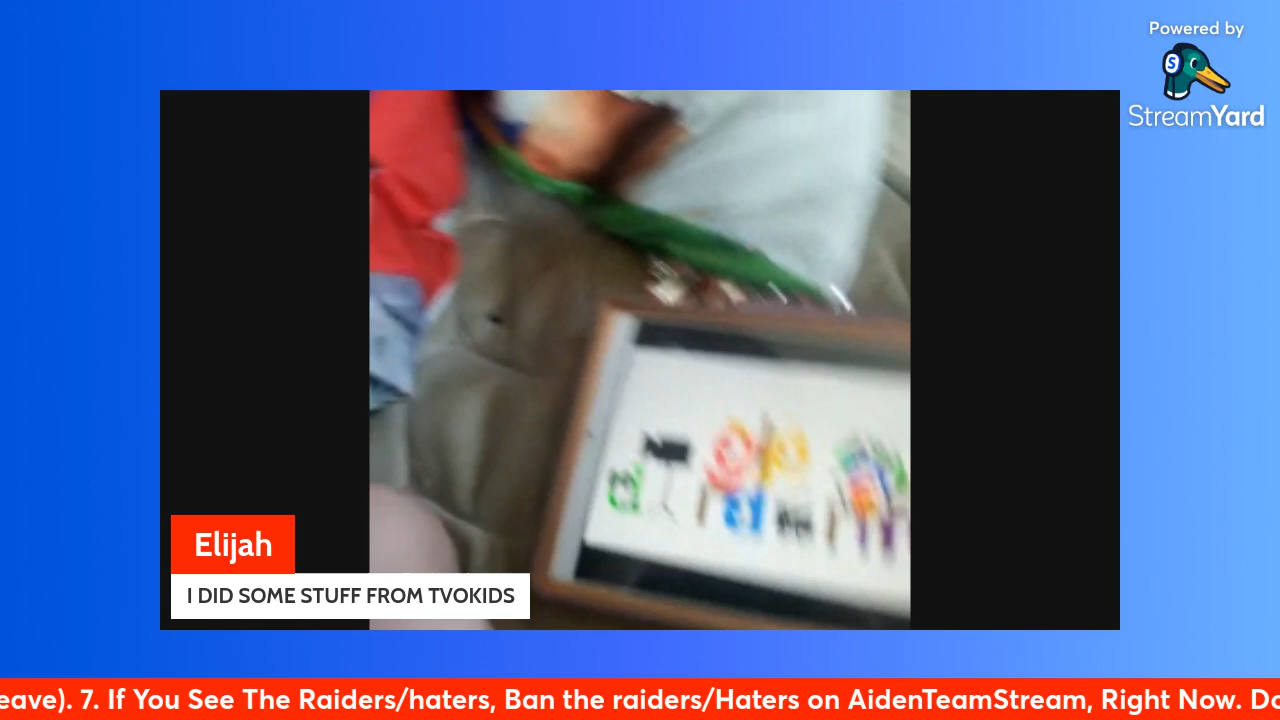 Powered by
S
StreamYard
Elijah
I DID SOME STUFF FROM TVOKIDS
eave). 7. If You See The Raiders/haters, Ban the raiders/Haters on AidenTeamStream, Right Now. Do